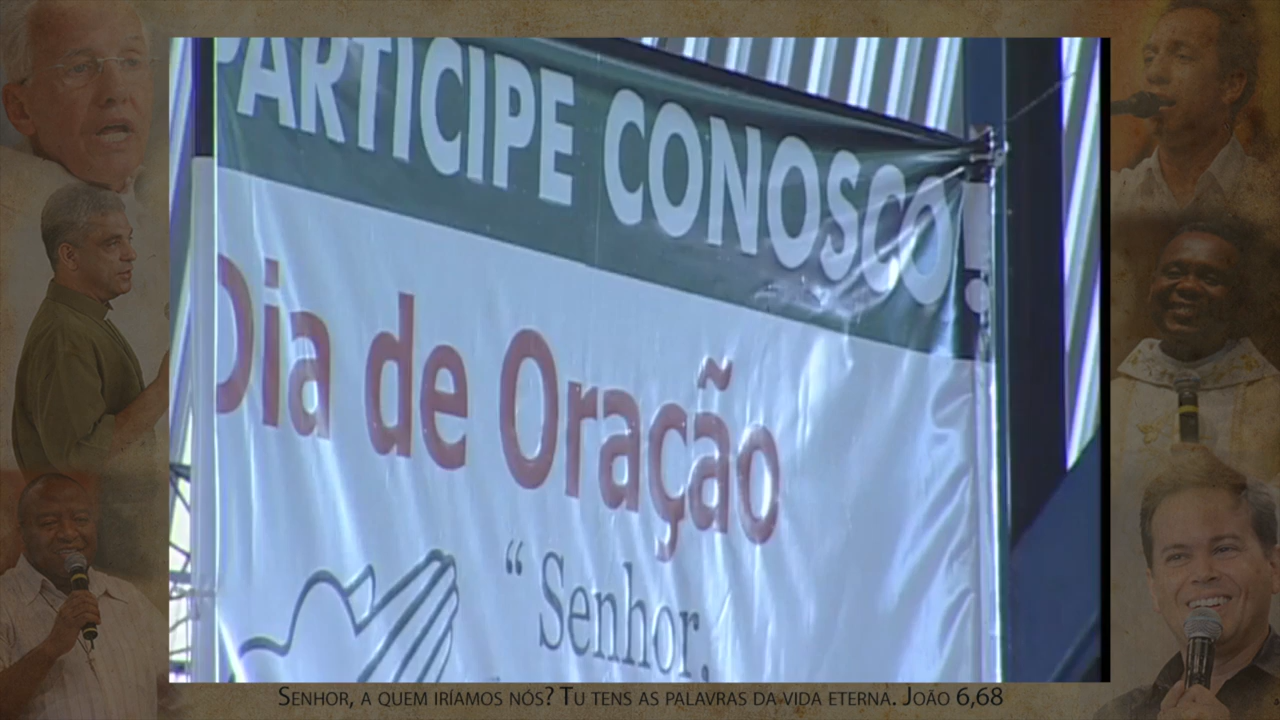 PARTICIPE CONOSCO!
Dia de Oração
“Senhor,
Senhor, a quem iríamos nós? Tu tens as palavras da vida eterna. João 6,68